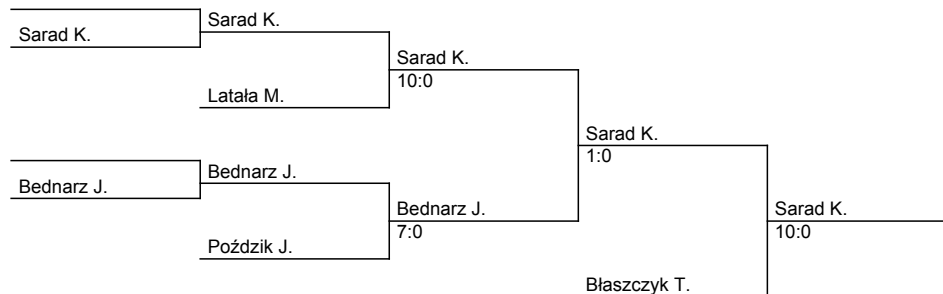 Sarad K.
Sarad K.
Sarad K.
10:0
Latała M.
Sarad K.
1:0
Bednarz J.
Bednarz J.
Bednarz J.
7:0
Poździk J.
Sarad K.
10:0
Błaszczyk T.